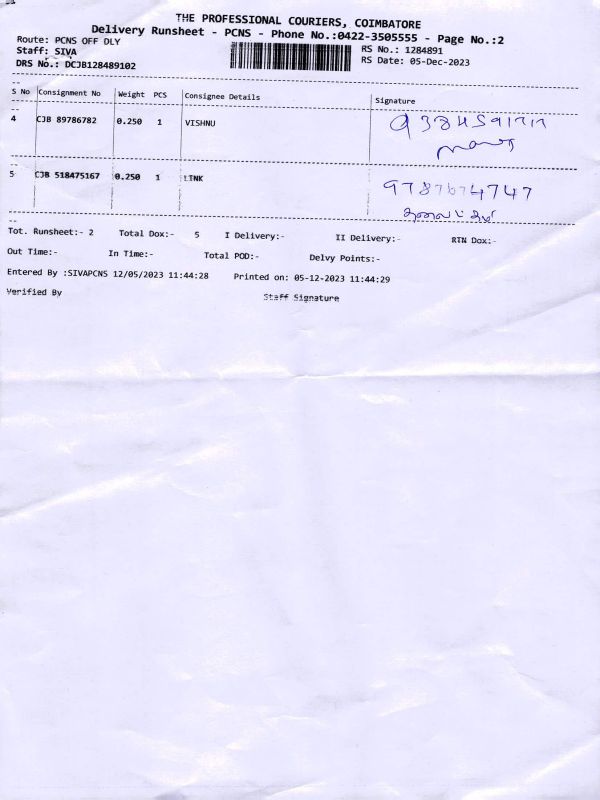 THE PROFESSIONAL COURIERS, COIMBATORE
Delivery Runsheet - PCNS - Phone No.:0422-3505555 - Page No.:2
Route: PCNS OFF DLY RS No.: 1284891
Staff: SIVA RS Date: 05-Dec-2023
DRS No.: DCJB128489102
S No Consignment No Weight PCS Consignee Details Signature
4 CJB 89786782 0.250 1 VISHNU
5 CJB 518475167 0.250 1 LINK 9787674747
Tot. Runsheet:- 2 Total Dox:- 5 I Delivery:- II Delivery:- RTN Dox:-
Out Time:- In Time:- Total POD:- Delvy Points:-
Entered By :SIVAPCNS 12/05/2023 11:44:28 Printed on: 05-12-2023 11:44:29
Verified By Staff Signature